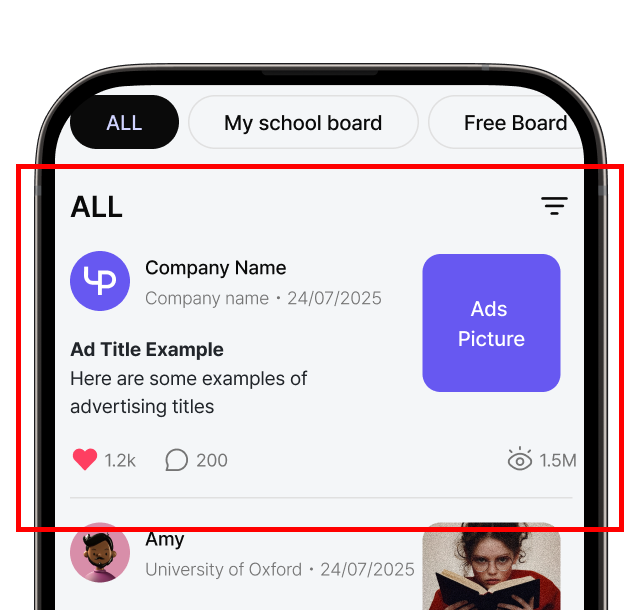 ALL
My school board
Free Board
ALL
Company Name
Company name • 24/07/2025
Ads
Picture
Ad Title Example
Here are some examples of
advertising titles
1.2k
200
1.5M
Amy
University of Oxford • 24/07/2025